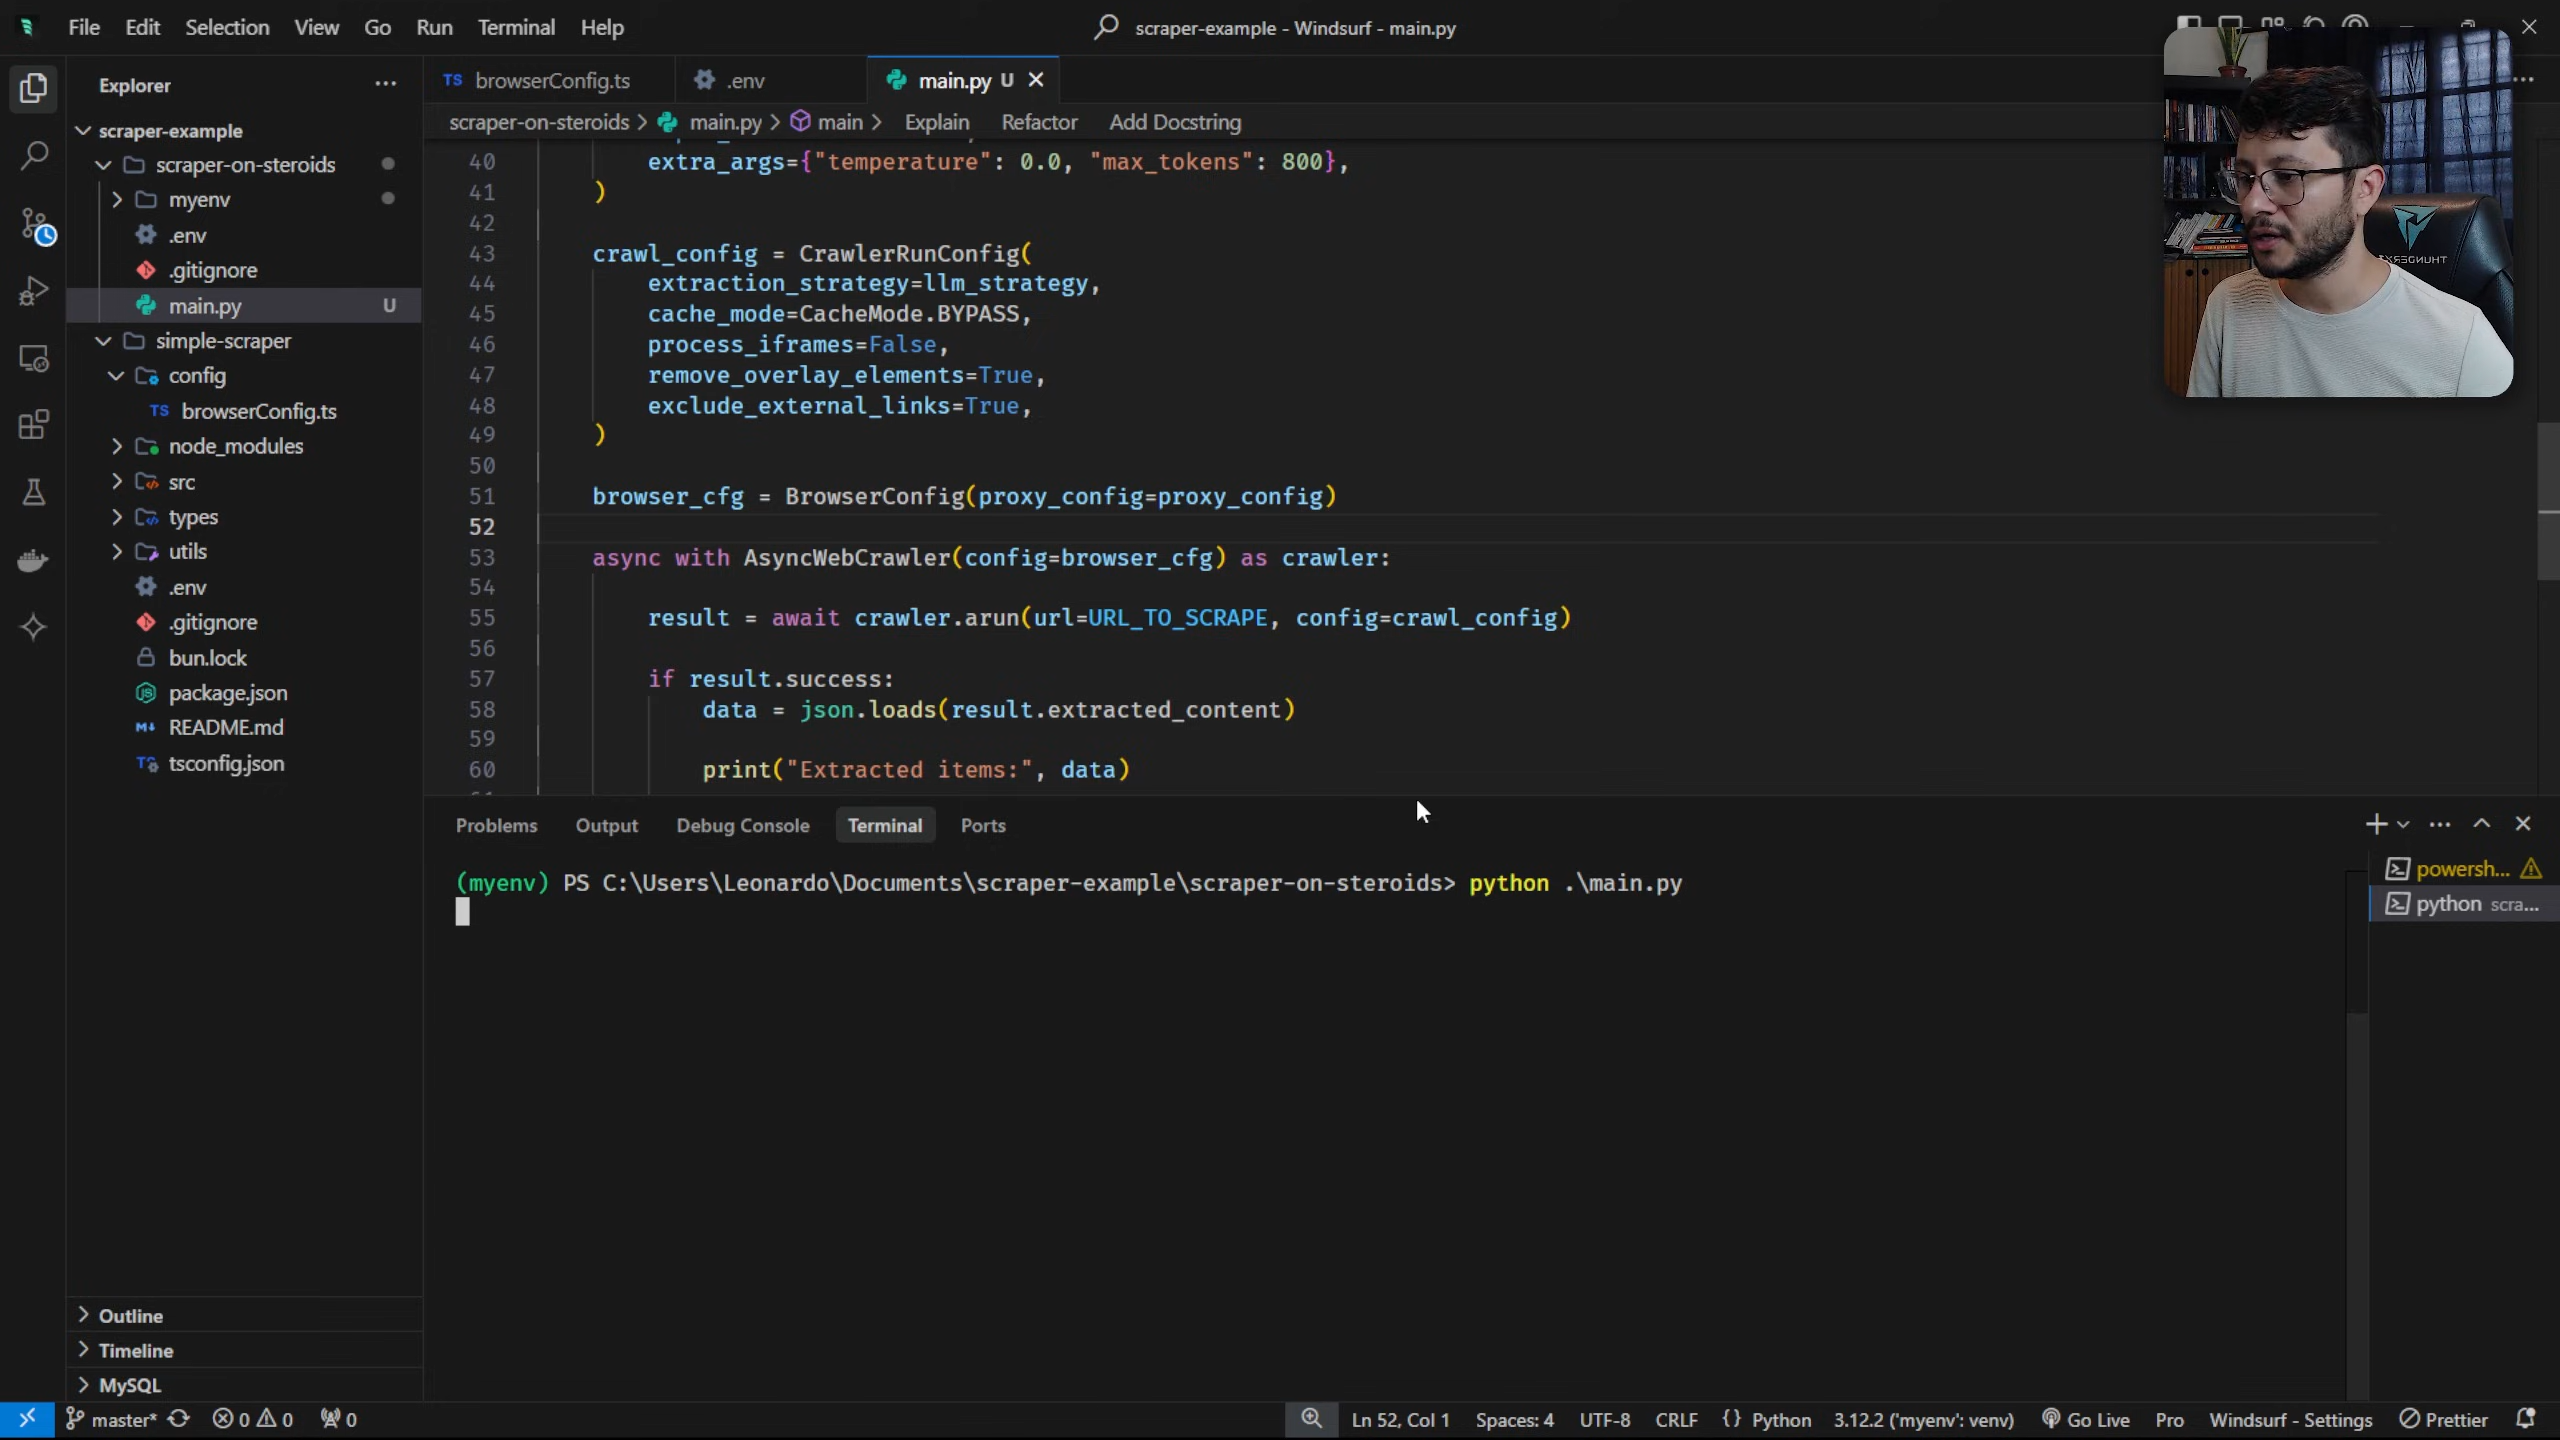 File Edit Selection View Go Run Terminal Help
scraper-example - Windsurf - main.py
Explorer
scraper-example
scraper-on-steroids
myenv
.env
.gitignore
main.py U
simple-scraper
config
TS browserConfig.ts
node_modules
src
types
utils
.env
.gitignore
bun.lock
package.json
README.md
tsconfig.json
Outline
Timeline
MySQL
TS browserConfig.ts
.env
main.py U
scraper-on-steroids > main.py > main > Explain Refactor Add Docstring
40 extra_args={"temperature": 0.0, "max_tokens": 800},
41 )
42
43 crawl_config = CrawlerRunConfig(
44 extraction_strategy=llm_strategy,
45 cache_mode=CacheMode.BYPASS,
46 process_iframes=False,
47 remove_overlay_elements=True,
48 exclude_external_links=True,
49 )
50
51 browser_cfg = BrowserConfig(proxy_config=proxy_config)
52
53 async with AsyncWebCrawler(config=browser_cfg) as crawler:
54
55 result = await crawler.arun(url=URL_TO_SCRAPE, config=crawl_config)
56
57 if result.success:
58 data = json.loads(result.extracted_content)
59
60 print("Extracted items:", data)
Problems Output Debug Console Terminal Ports
(myenv) PS C:\Users\Leonardo\Documents\scraper-example\scraper-on-steroids> python .\main.py
powersh...
python scra...
master* 0 0 0
Ln 52, Col 1 Spaces: 4 UTF-8 CRLF {} Python 3.12.2 ('myenv': venv) Go Live Pro Windsurf - Settings Prettier